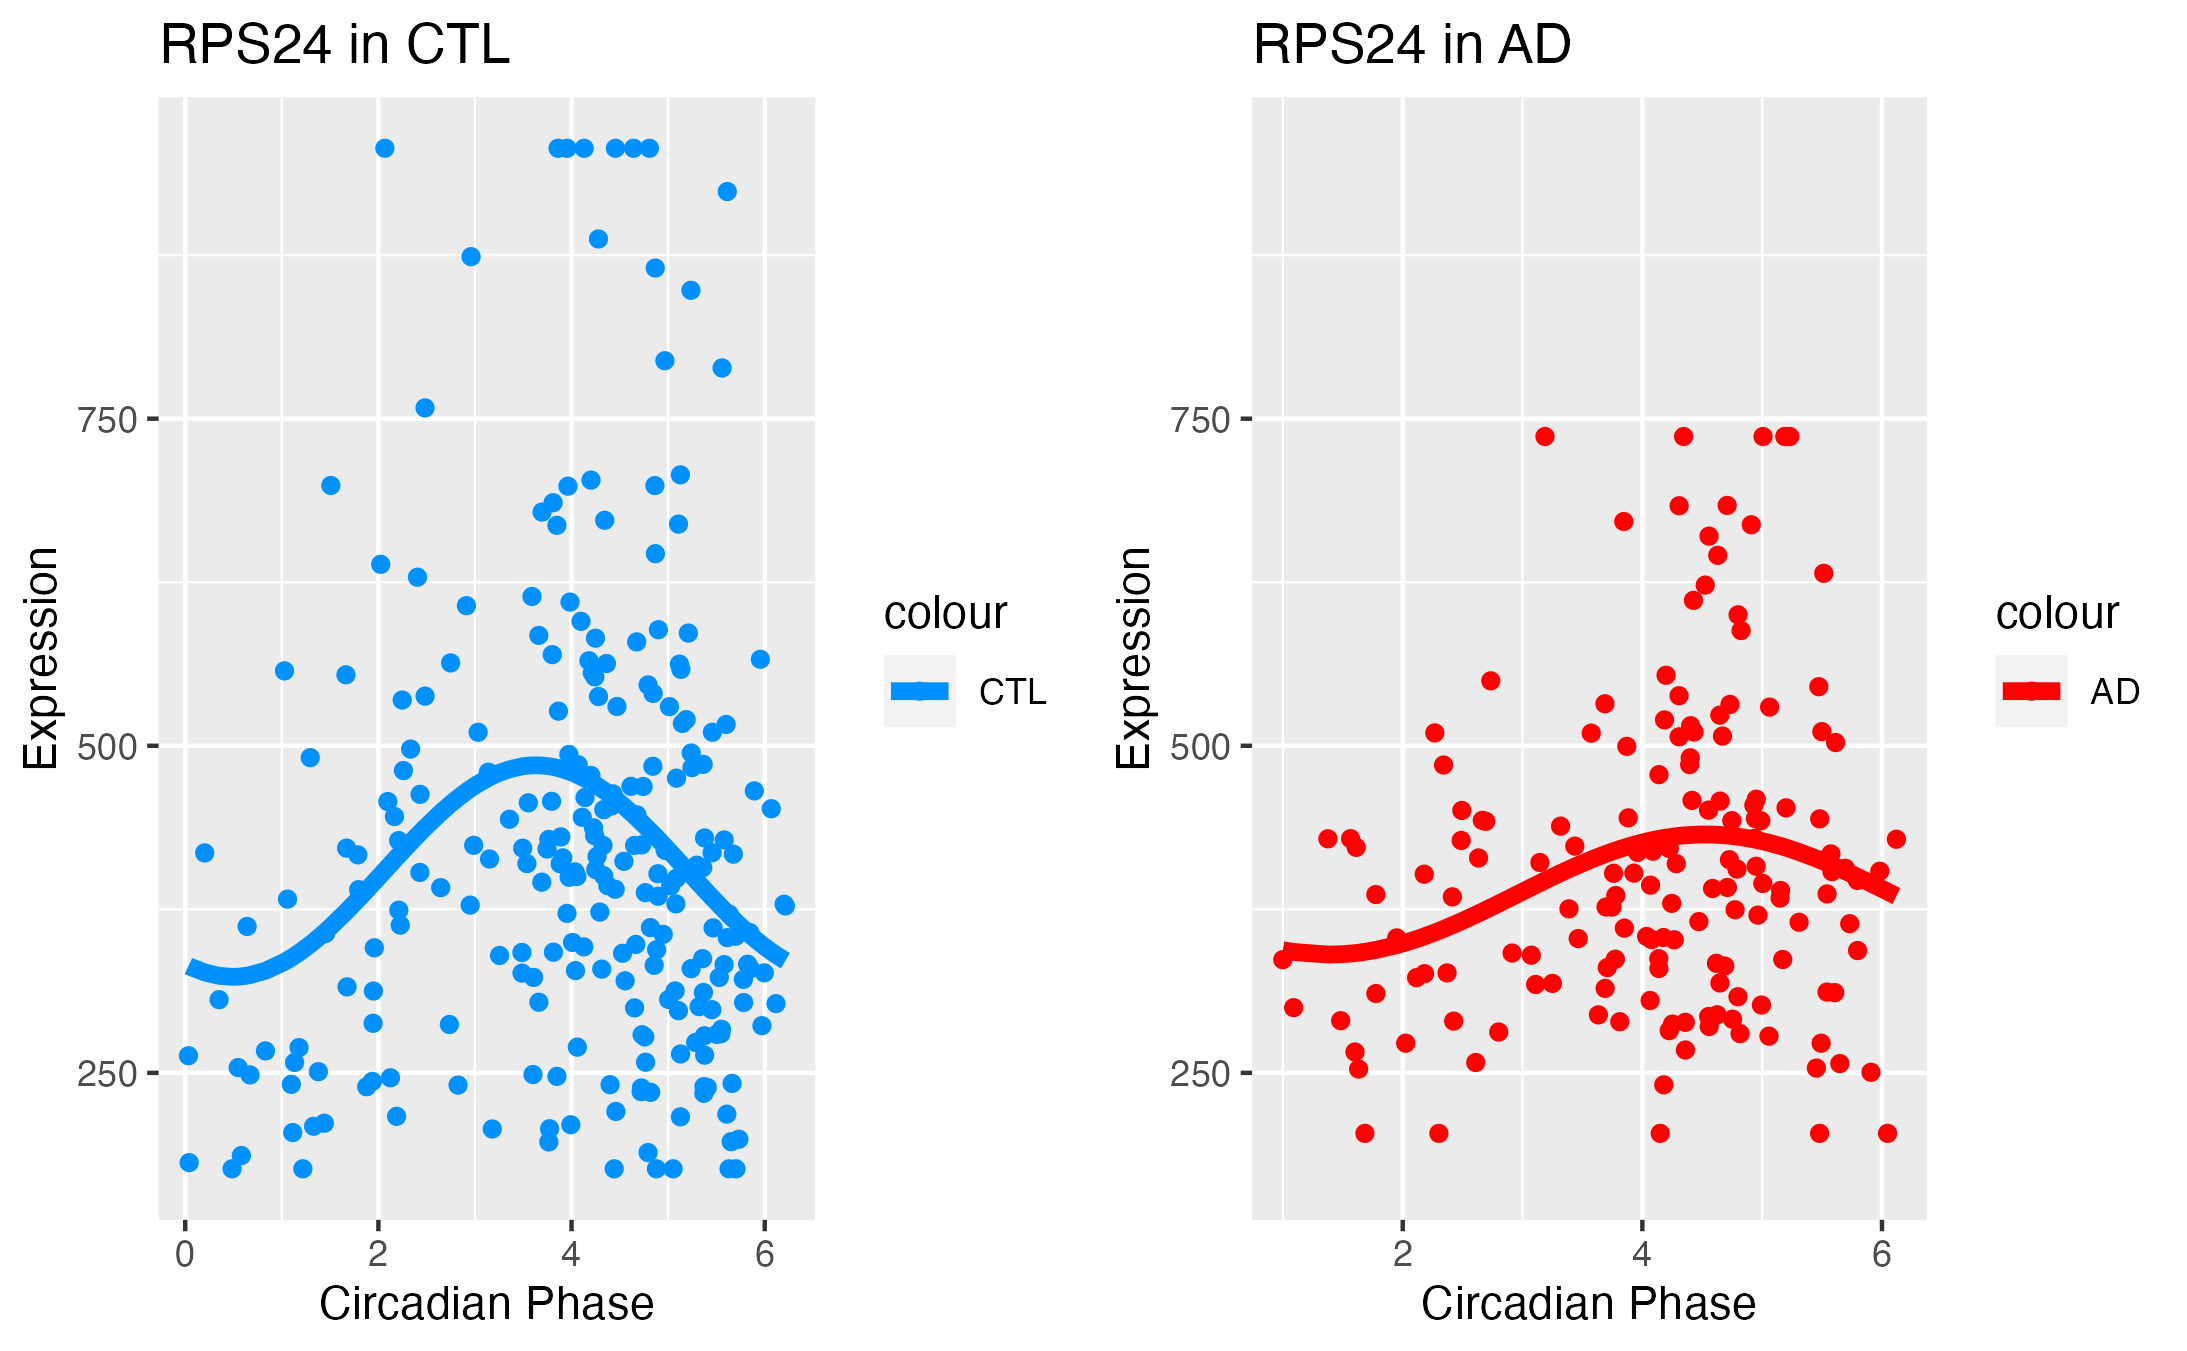 RPS24 in CTL
Expression
750
500
250
0 2 4 6
Circadian Phase
colour
CTL
RPS24 in AD
Expression
750
500
250
2 4 6
Circadian Phase
colour
AD